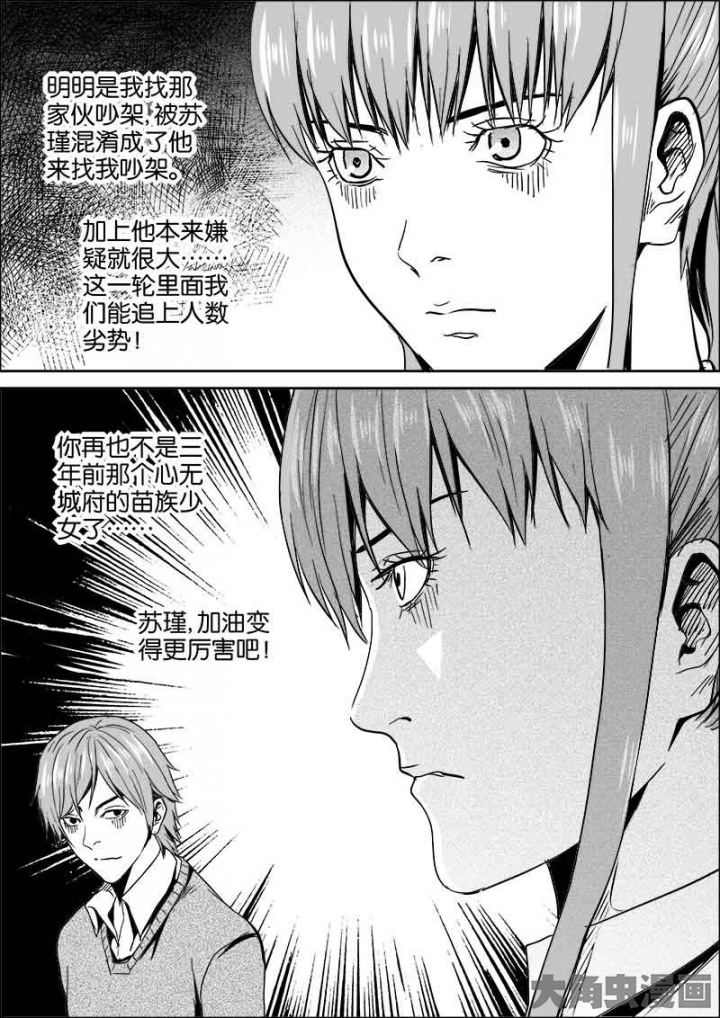 明明是我找那
家伙吵架,被苏
瑾混淆成了他
来找我吵架。
加上他本来嫌
疑就很大……
这一轮里面我
们能追上人数
劣势!
你再也不是三
年前那个心无
城府的苗族少
女了……
苏瑾,加油变
得更厉害吧!
大角虫漫画